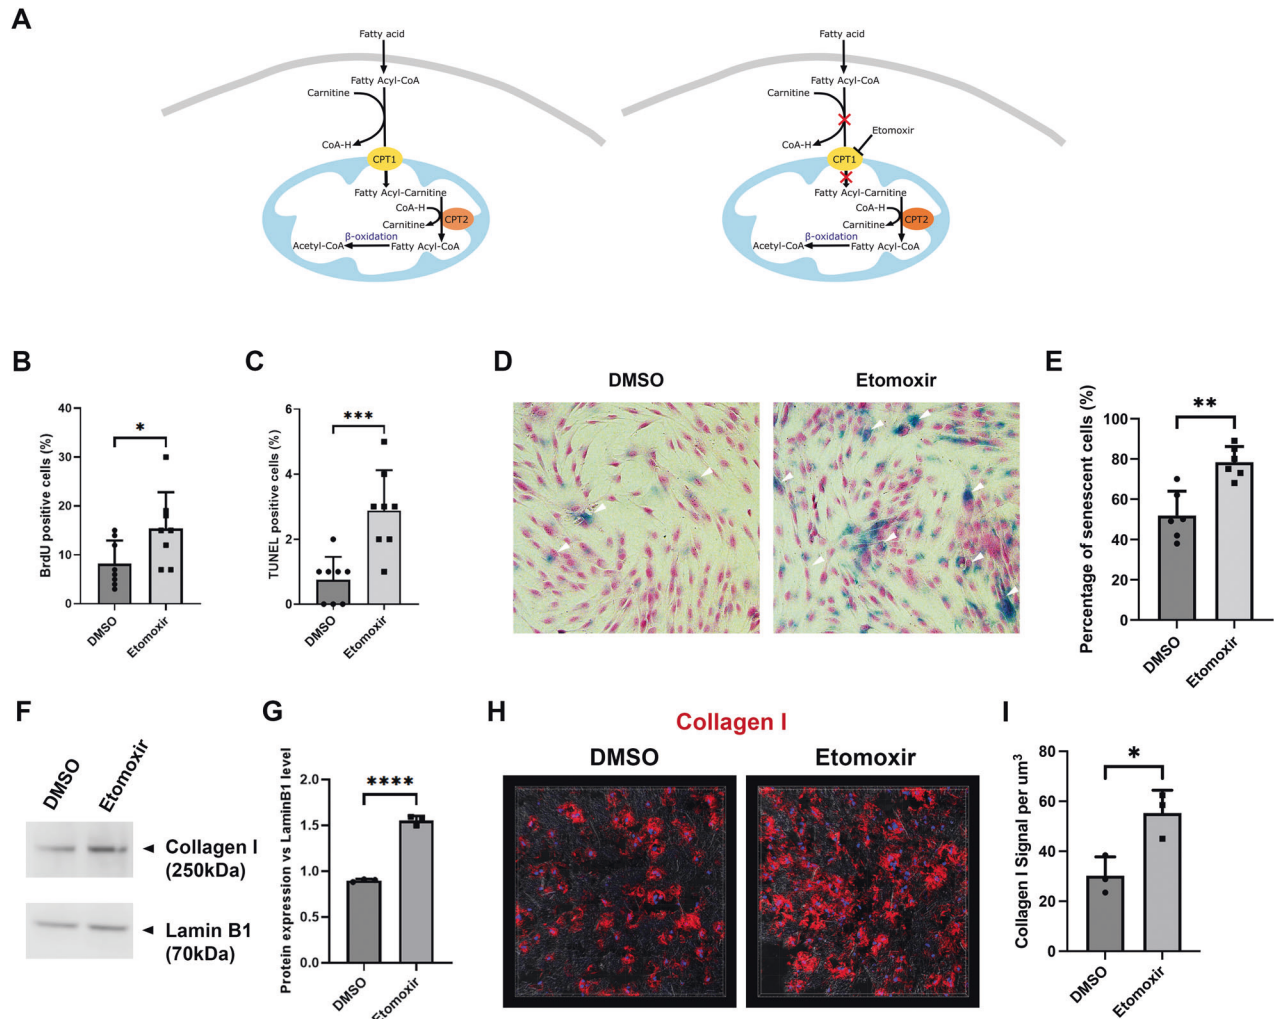 A
Fatty acid
Fatty Acyl-CoA
Carnitine
CoA-H
CPT1
Fatty Acyl-Carnitine
CoA-H
Carnitine
CPT2
β-oxidation
Acetyl-CoA
Fatty Acyl-CoA
Fatty acid
Fatty Acyl-CoA
Carnitine
Etomoxir
CoA-H
CPT1
Fatty Acyl-Carnitine
CoA-H
Carnitine
CPT2
β-oxidation
Acetyl-CoA
Fatty Acyl-CoA
B
BrdU positive cells (%)
40
30
20
10
0
*
DMSO
Etomoxir
C
TUNEL positive cells (%)
6
4
2
0
***
DMSO
Etomoxir
D
DMSO
Etomoxir
E
Percentage of senescent cells (%)
100
80
60
40
20
0
**
DMSO
Etomoxir
F
DMSO
Etomoxir
Collagen I
(250kDa)
Lamin B1
(70kDa)
G
Protein expression vs LaminB1 level
2.0
1.5
1.0
0.5
0.0
****
DMSO
Etomoxir
H
Collagen I
DMSO
Etomoxir
I
Collagen I Signal per um³
80
60
40
20
0
*
DMSO
Etomoxir